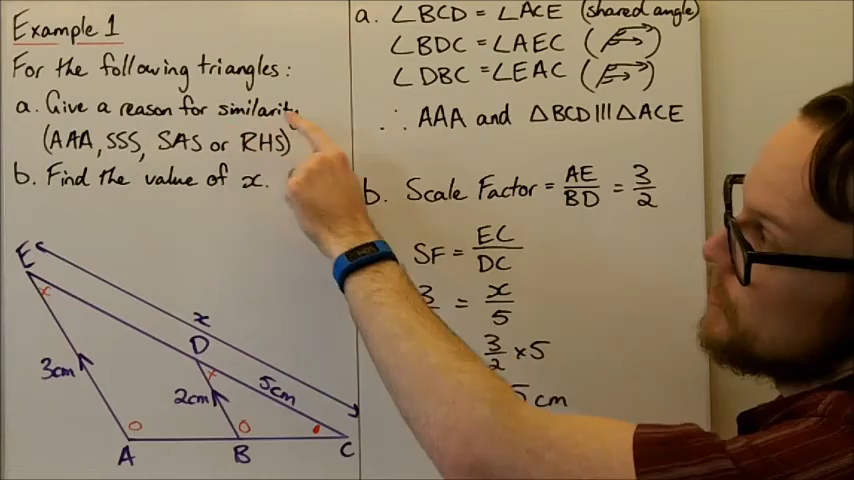 Example 1
For the following triangles:
a. Give a reason for similarity
(AAA, SSS, SAS or RHS)
b. Find the value of x.
E
x
D
3cm
2cm
5cm
A
B
C
a. ∠BCD = ∠ACE (shared angle)
∠BDC = ∠AEC
∠DBC = ∠EAC
∴ AAA and △BCD ||| △ACE
b. Scale Factor = AE/BD = 3/2
SF = EC/DC
= x/5
3/2 × 5
cm